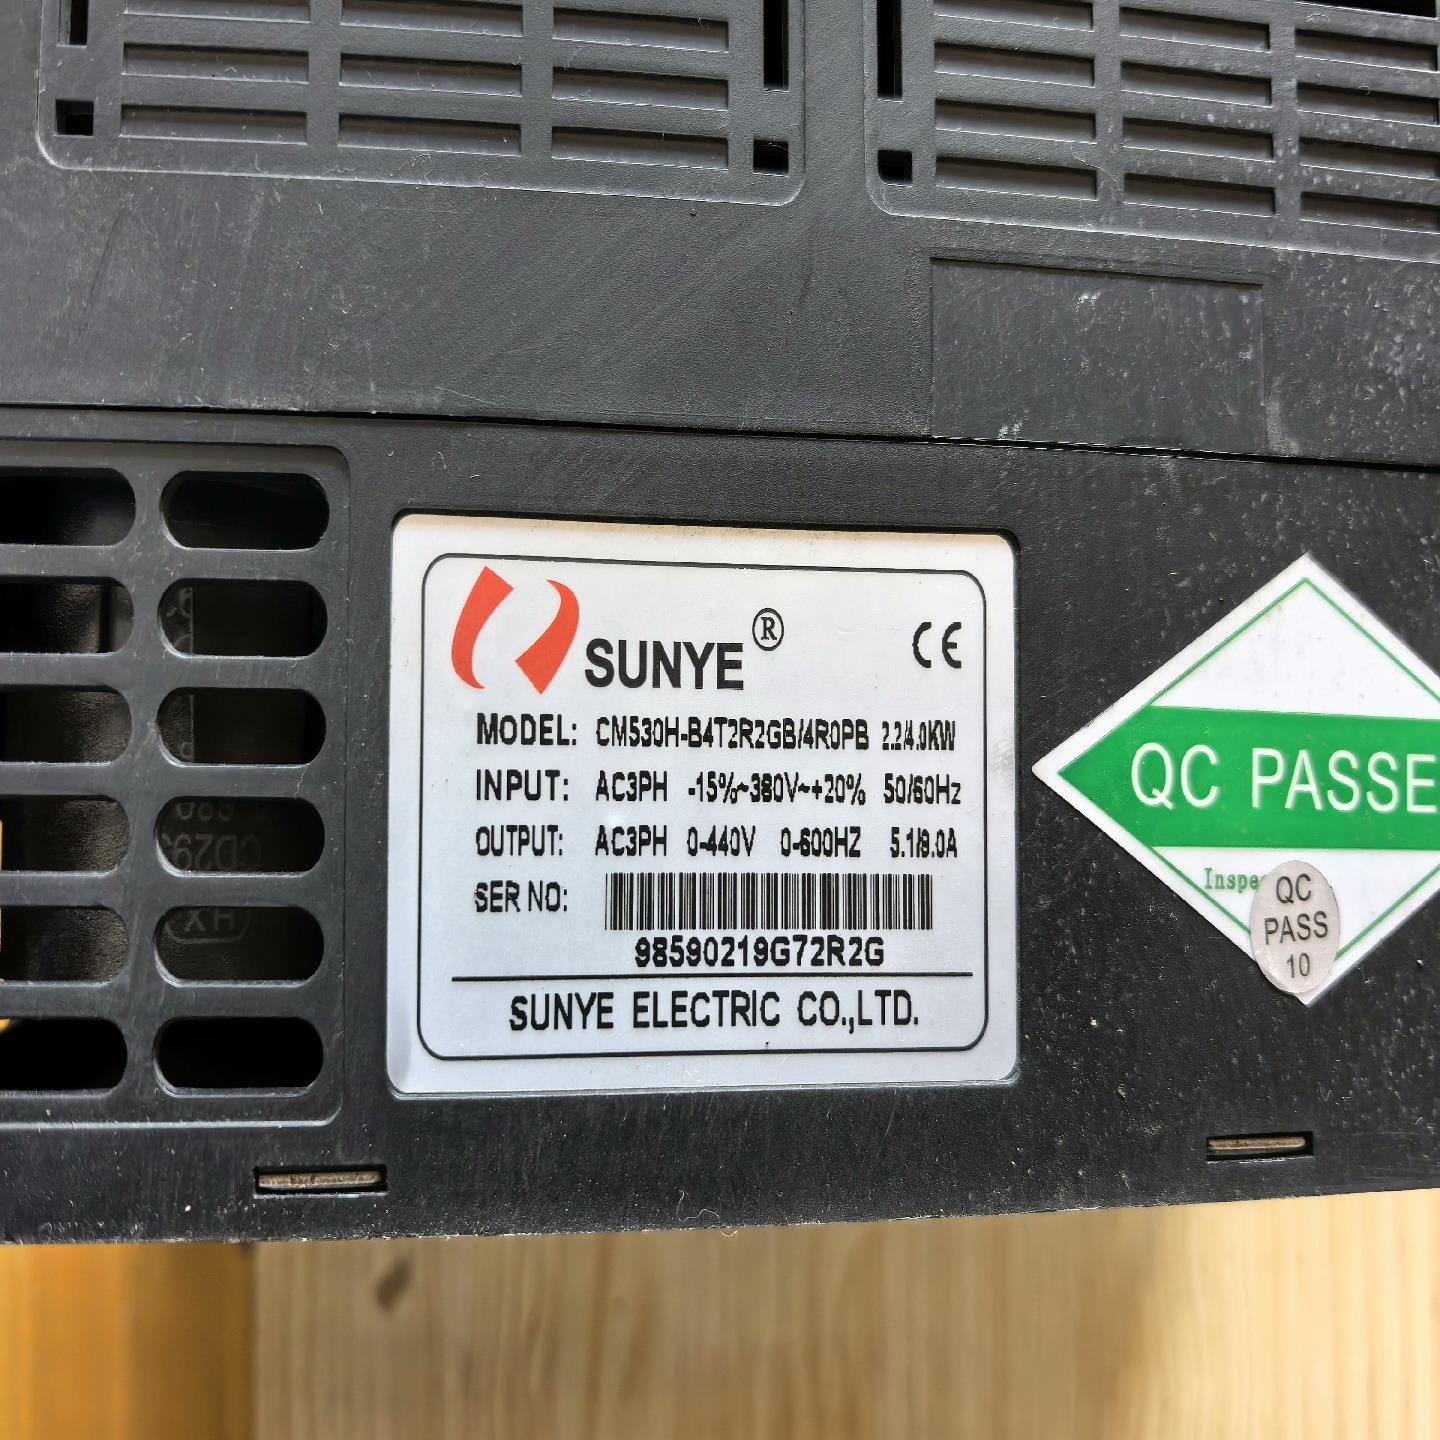 SUNYE®
CE
MODEL: CM530H-B4T2R2GB/4R0PB 2.2/4.0KW
INPUT: AC3PH -15%~380V~+20% 50/60Hz
OUTPUT: AC3PH 0-440V 0-600HZ 5.1/9.0A
SER NO:
98590219G72R2G
SUNYE ELECTRIC CO.,LTD.
QC PASSE
Inspe
QC
PASS
10